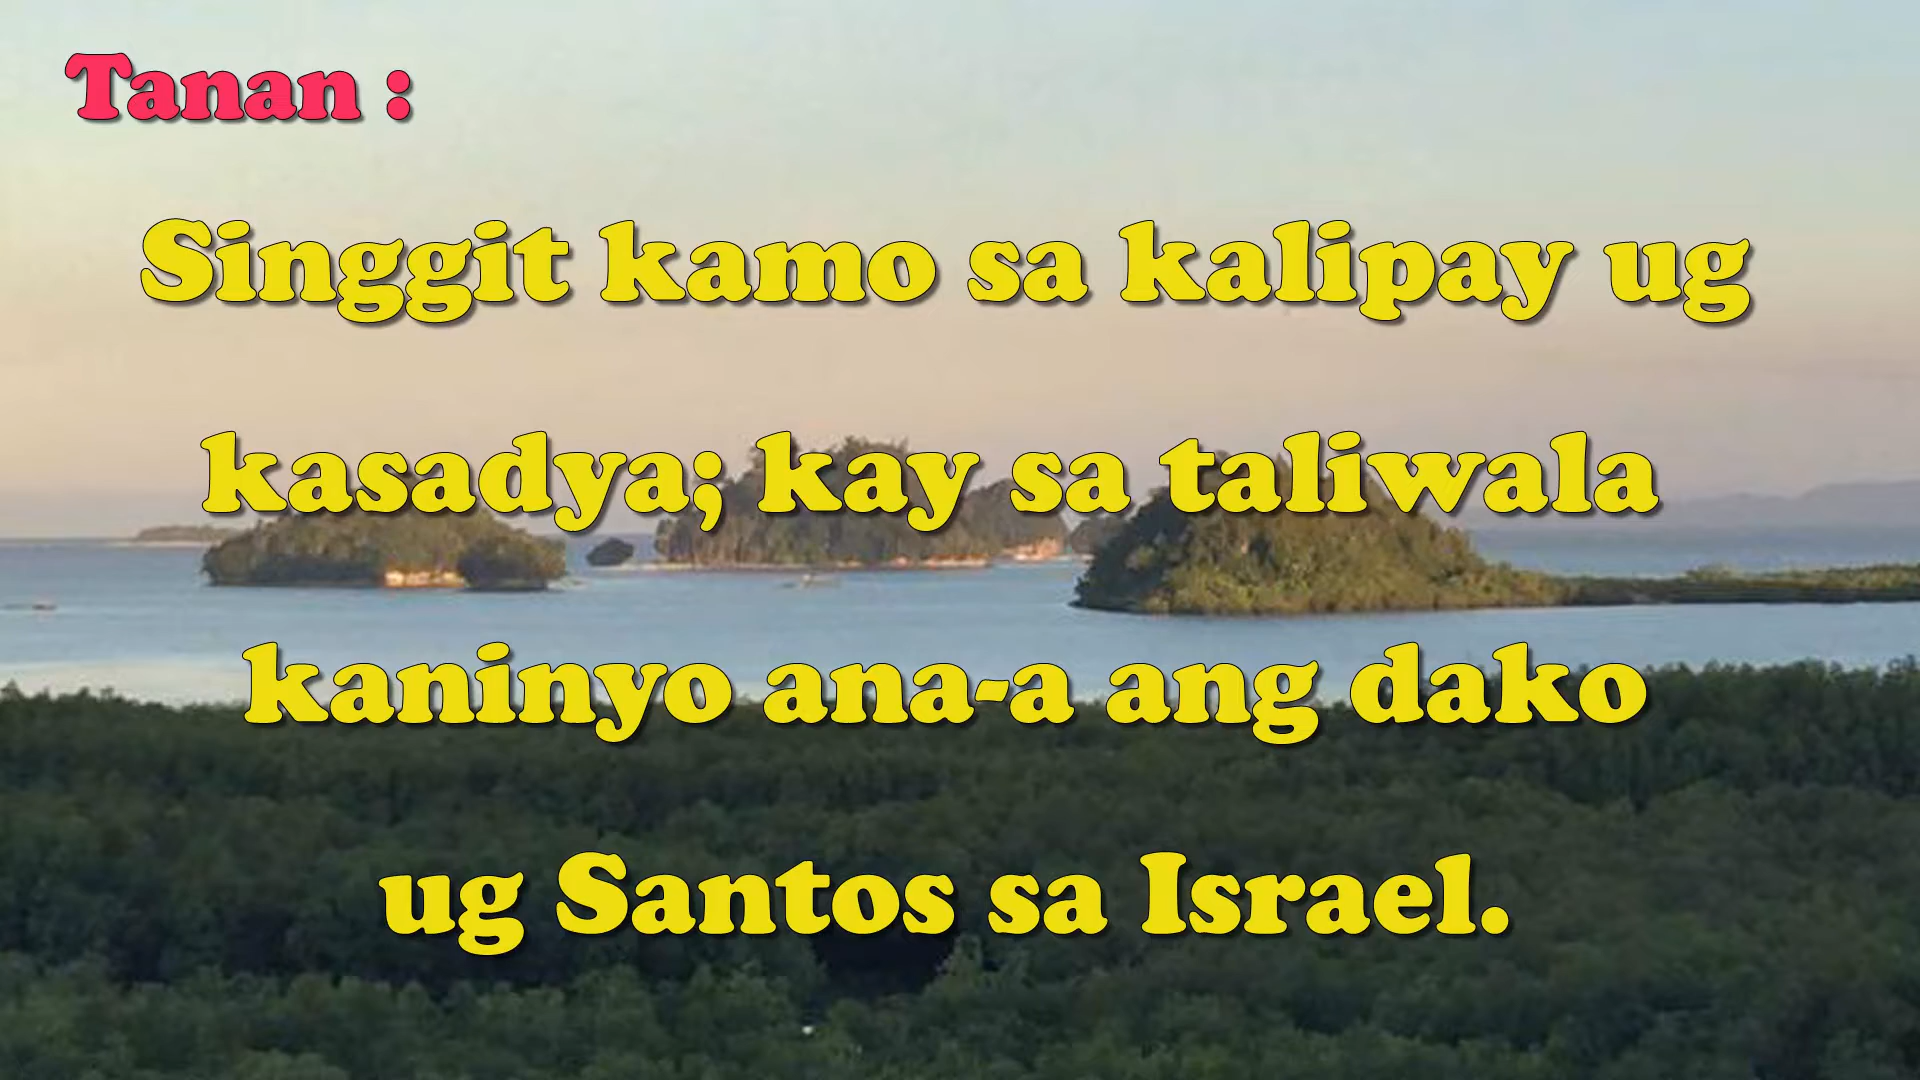 Tanan :
Singgit kamo sa kalipay ug
kasadya; kay sa taliwala
kaninyo ana-a ang dako
ug Santos sa Israel.